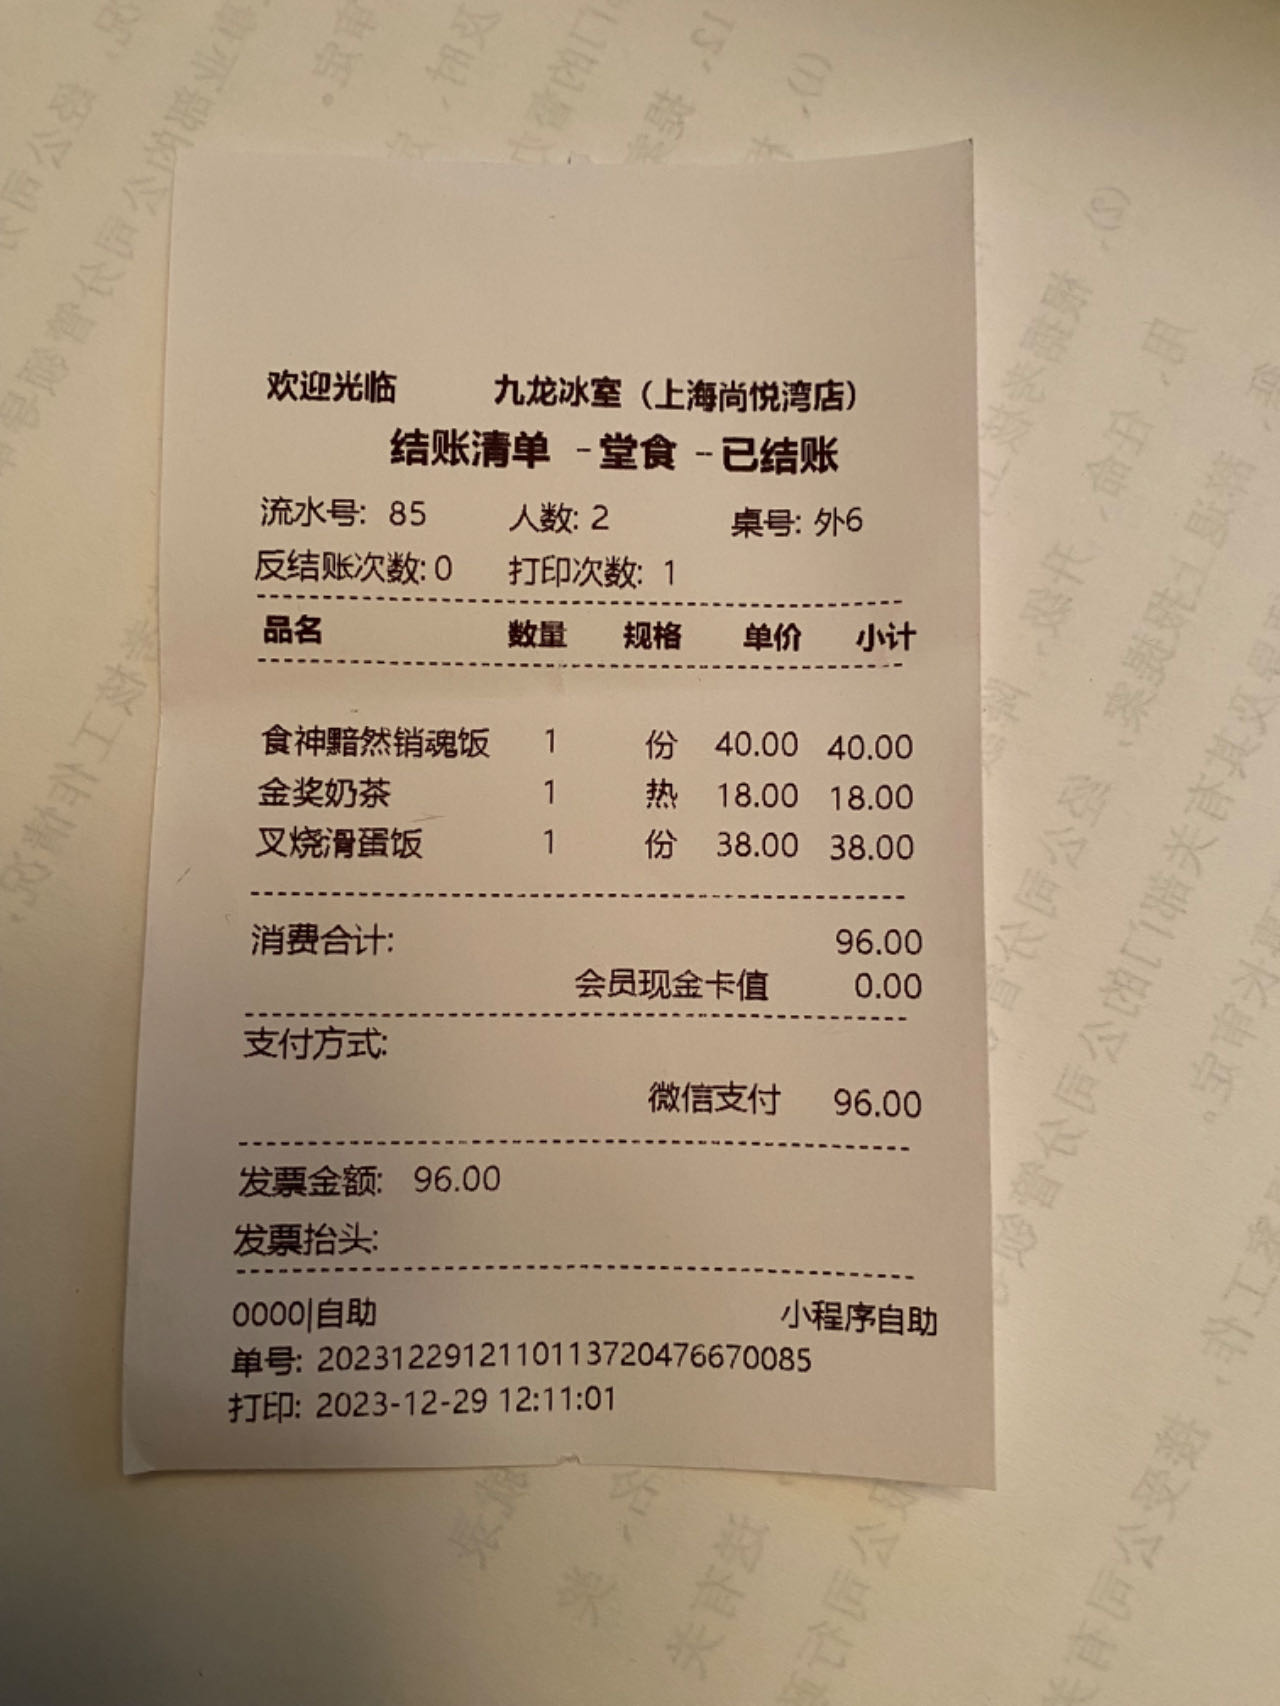 欢迎光临 九龙冰室（上海尚悦湾店）
结账清单 -堂食 --已结账
流水号: 85 人数: 2 桌号: 外6
反结账次数: 0 打印次数: 1
品名 数量 规格 单价 小计
食神黯然销魂饭 1 份 40.00 40.00
金奖奶茶 1 热 18.00 18.00
叉烧滑蛋饭 1 份 38.00 38.00
消费合计: 96.00
会员现金卡值 0.00
支付方式:
微信支付 96.00
发票金额: 96.00
发票抬头:
0000|自助 小程序自助
单号: 20231229121101137204766​70085
打印: 2023-12-29 12:11:01